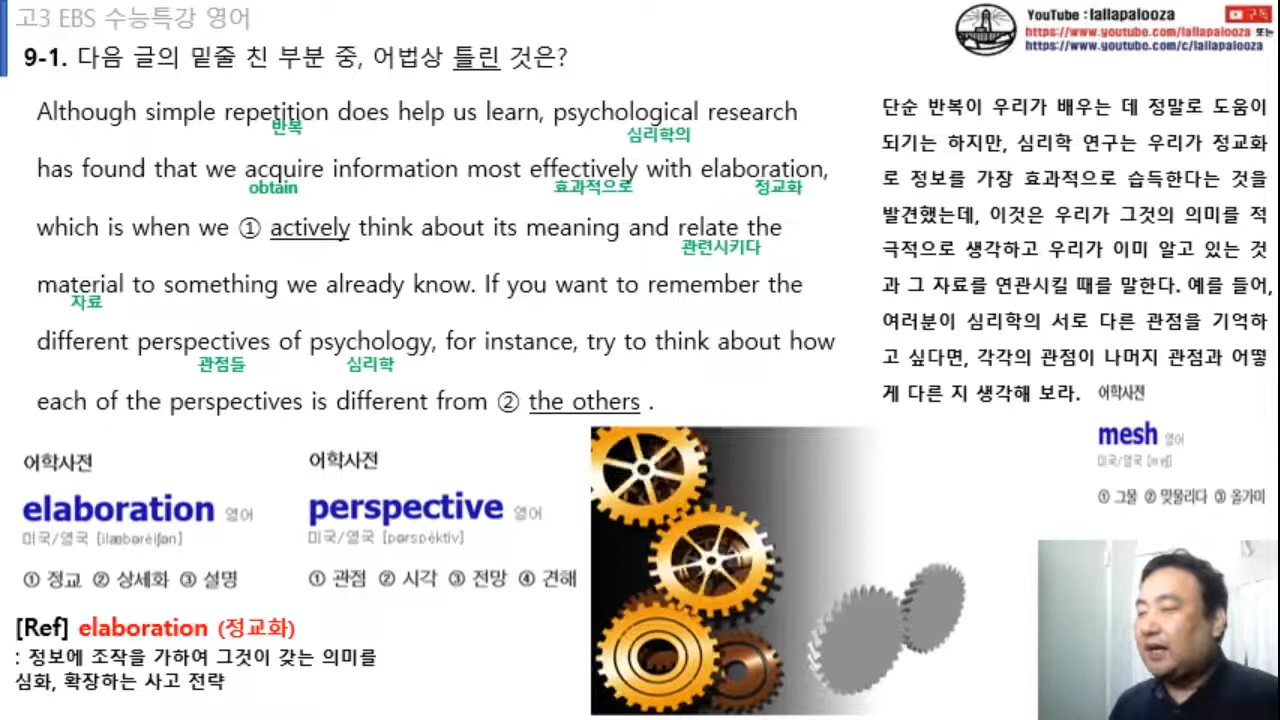 고3 EBS 수능특강 영어
YouTube : lallapalooza
구독
https://www.youtube.com/lallapalooza 또는
https://www.youtube.com/c/lallapalooza
9-1. 다음 글의 밑줄 친 부분 중, 어법상 틀린 것은?
Although simple repetition does help us learn, psychological research
반복 심리학의
has found that we acquire information most effectively with elaboration,
obtain 효과적으로 정교화
which is when we ① actively think about its meaning and relate the
관련시키다
material to something we already know. If you want to remember the
자료
different perspectives of psychology, for instance, try to think about how
관점들 심리학
each of the perspectives is different from ② the others .
단순 반복이 우리가 배우는 데 정말로 도움이
되기는 하지만, 심리학 연구는 우리가 정교화
로 정보를 가장 효과적으로 습득한다는 것을
발견했는데, 이것은 우리가 그것의 의미를 적
극적으로 생각하고 우리가 이미 알고 있는 것
과 그 자료를 연관시킬 때를 말한다. 예를 들어,
여러분이 심리학의 서로 다른 관점을 기억하
고 싶다면, 각각의 관점이 나머지 관점과 어떻
게 다른 지 생각해 보라.
어학사전
mesh 영어
미국/영국 [meʃ]
① 그물 ② 맞물리다 ③ 올가미
어학사전
elaboration 영어
미국/영국 [ilæbəréiʃən]
① 정교 ② 상세화 ③ 설명
어학사전
perspective 영어
미국/영국 [pərspéktiv]
① 관점 ② 시각 ③ 전망 ④ 견해
[Ref] elaboration (정교화)
: 정보에 조작을 가하여 그것이 갖는 의미를
심화, 확장하는 사고 전략